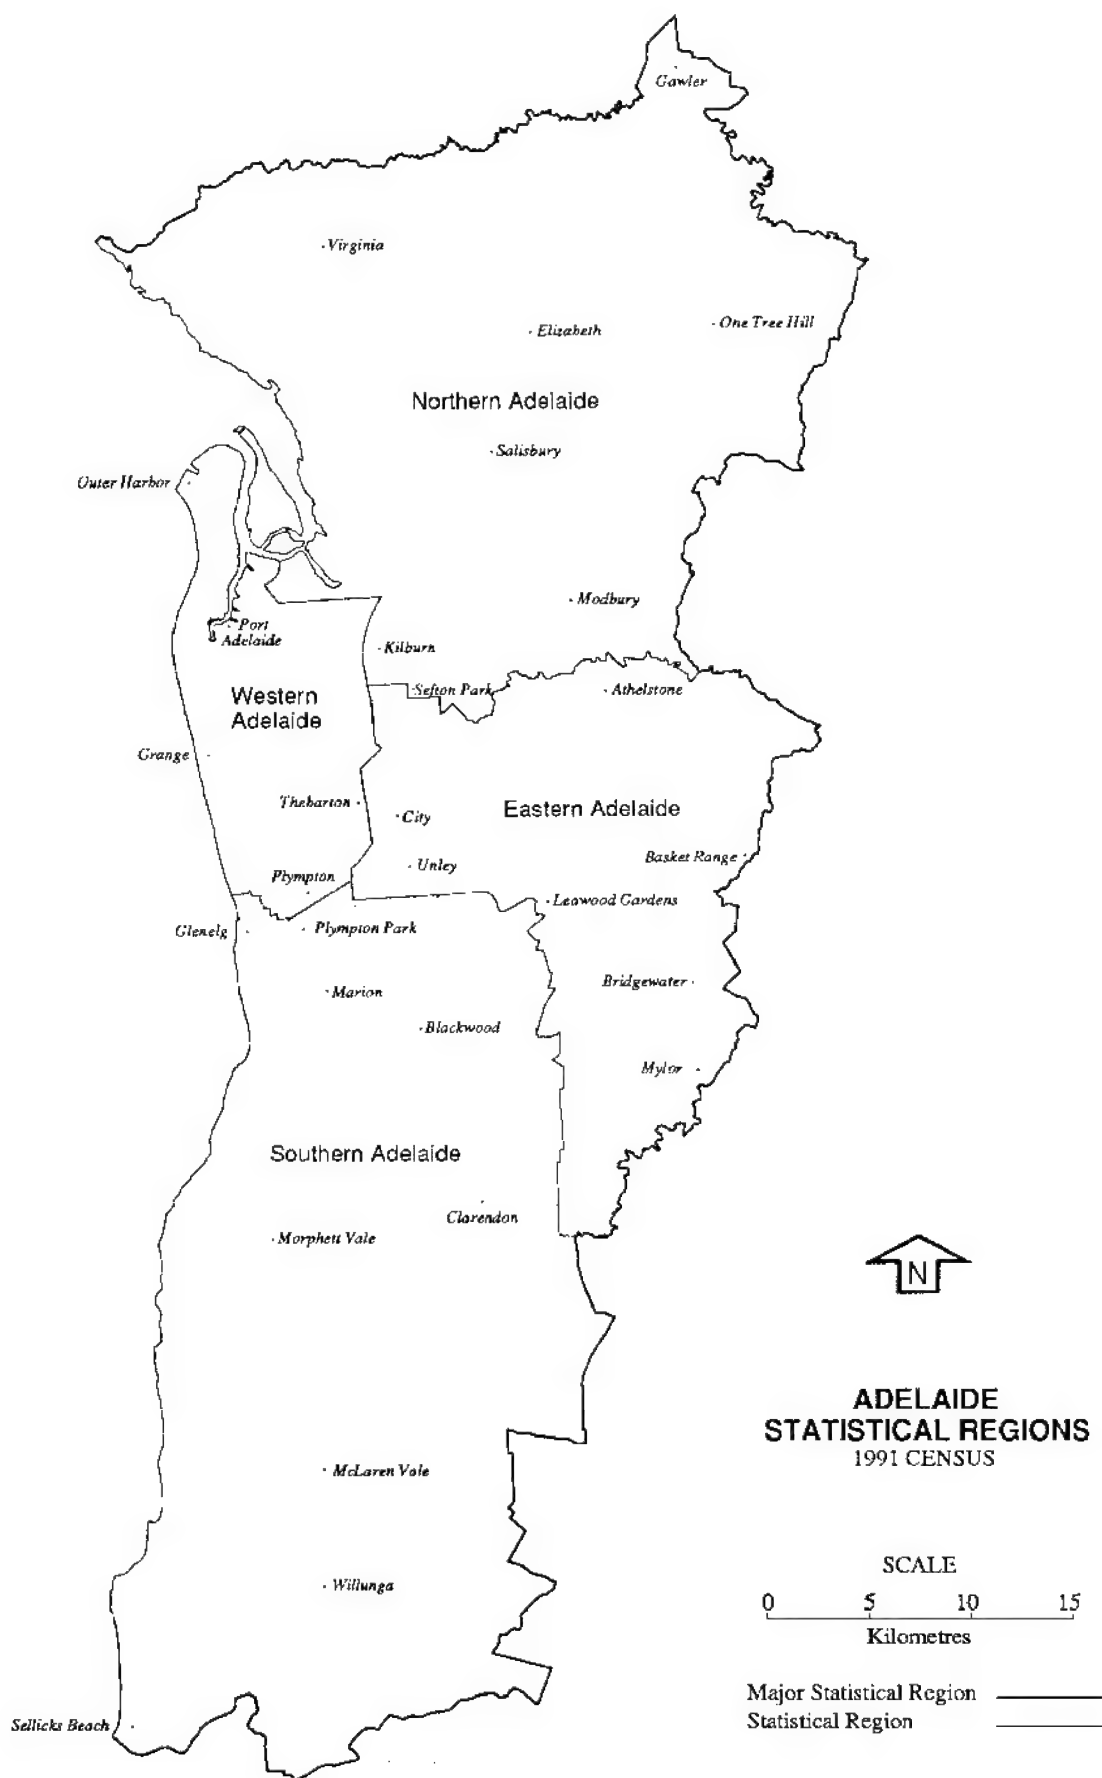 Gawler
Virginia
Elizabeth
One Tree Hill
Northern Adelaide
Salisbury
Outer Harbor
Modbury
Port
Adelaide
Kilburn
Sefton Park
Athelstone
Western
Adelaide
Grange
Thebarton
City
Eastern Adelaide
Unley
Basket Range
Plympton
Leawood Gardens
Glenelg
Plympton Park
Bridgewater
Marion
Blackwood
Mylor
Southern Adelaide
Clarendon
Morphett Vale
N
ADELAIDE
STATISTICAL REGIONS
1991 CENSUS
McLaren Vale
SCALE
Willunga
0 5 10 15
Kilometres
Major Statistical Region
Statistical Region
Sellicks Beach